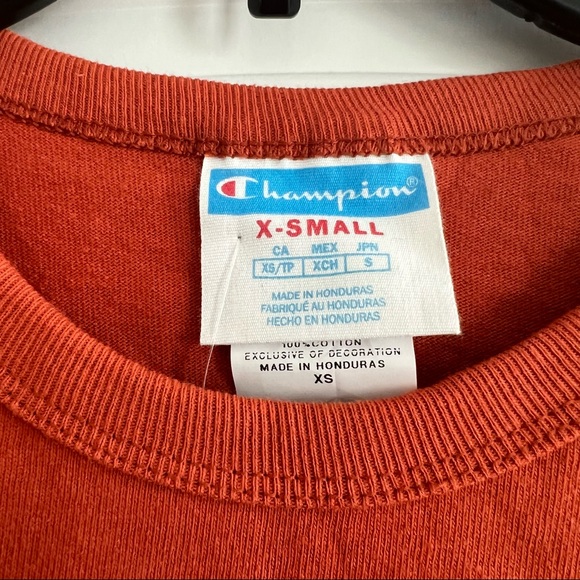 Champion®
X-SMALL
CA MEX JPN
XS/TP XCH S
MADE IN HONDURAS
FABRIQUÉ AU HONDURAS
HECHO EN HONDURAS
100% COTTON
EXCLUSIVE OF DECORATION
MADE IN HONDURAS
XS